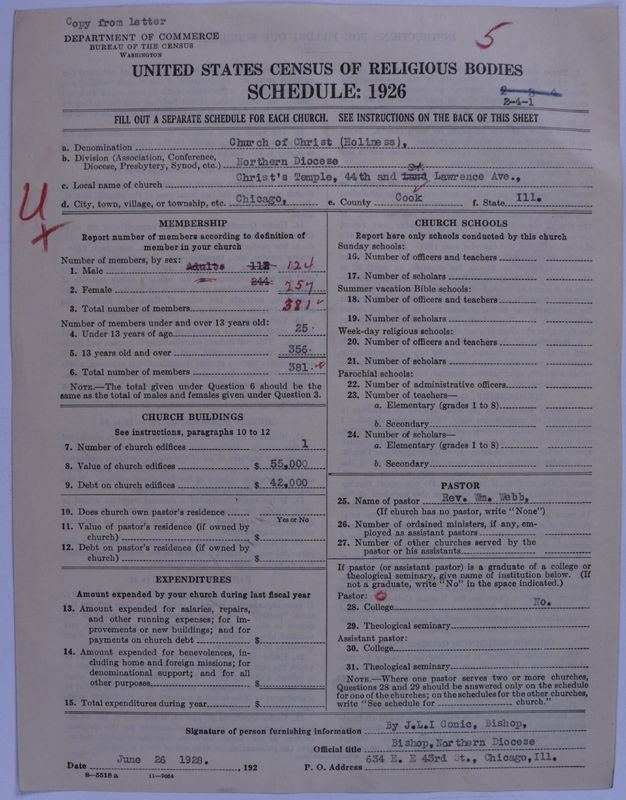 Copy from letter
5
DEPARTMENT OF COMMERCE
BUREAU OF THE CENSUS
WASHINGTON
UNITED STATES CENSUS OF RELIGIOUS BODIES
SCHEDULE: 1926
2-4-1
FILL OUT A SEPARATE SCHEDULE FOR EACH CHURCH. SEE INSTRUCTIONS ON THE BACK OF THIS SHEET
a. Denomination Church of Christ (Holiness),
b. Division (Association, Conference, Diocese, Presbytery, Synod, etc.) Northern Diocese
c. Local name of church Christ's Temple, 44th and St. Lawrence Ave.,
d. City, town, village, or township, etc. Chicago, e. County Cook f. State Ill.
MEMBERSHIP
Report number of members according to definition of
member in your church
Number of members, by sex: Adults
1. Male 112 124
2. Female 244 257
3. Total number of members 381
Number of members under and over 13 years old:
4. Under 13 years of age 25
5. 13 years old and over 356
6. Total number of members 381
NOTE.—The total given under Question 6 should be the
same as the total of males and females given under Question 3.
CHURCH BUILDINGS
See instructions, paragraphs 10 to 12
7. Number of church edifices 1
8. Value of church edifices $ 55,000
9. Debt on church edifices $ 42,000
10. Does church own pastor's residence
Yes or No
11. Value of pastor's residence (if owned by
church) $
12. Debt on pastor's residence (if owned by
church) $
EXPENDITURES
Amount expended by your church during last fiscal year
13. Amount expended for salaries, repairs,
and other running expenses; for im-
provements or new buildings; and for
payments on church debt $
14. Amount expended for benevolences, in-
cluding home and foreign missions; for
denominational support; and for all
other purposes $
15. Total expenditures during year $
CHURCH SCHOOLS
Report here only schools conducted by this church
Sunday schools:
16. Number of officers and teachers
17. Number of scholars
Summer vacation Bible schools:
18. Number of officers and teachers
19. Number of scholars
Week-day religious schools:
20. Number of officers and teachers
21. Number of scholars
Parochial schools:
22. Number of administrative officers
23. Number of teachers—
a. Elementary (grades 1 to 8)
b. Secondary
24. Number of scholars—
a. Elementary (grades 1 to 8)
b. Secondary
PASTOR
25. Name of pastor Rev. Wm. Webb,
(If church has no pastor, write "None")
26. Number of ordained ministers, if any, em-
ployed as assistant pastors
27. Number of other churches served by the
pastor or his assistants
If pastor (or assistant pastor) is a graduate of a college or
theological seminary, give name of institution below. (If
not a graduate, write "No" in the space indicated.)
Pastor:
28. College No.
29. Theological seminary
Assistant pastor:
30. College
31. Theological seminary
NOTE.—Where one pastor serves two or more churches,
Questions 28 and 29 should be answered only on the schedule
for one of the churches; on the schedules for the other churches,
write "See schedule for church."
Signature of person furnishing information By J.L.I Conic, Bishop,
Official title Bishop, Northern Diocese
Date June 26 1928. , 192 P. O. Address 634 E. E 43rd St., Chicago,Ill.
8—551B a 11—9054